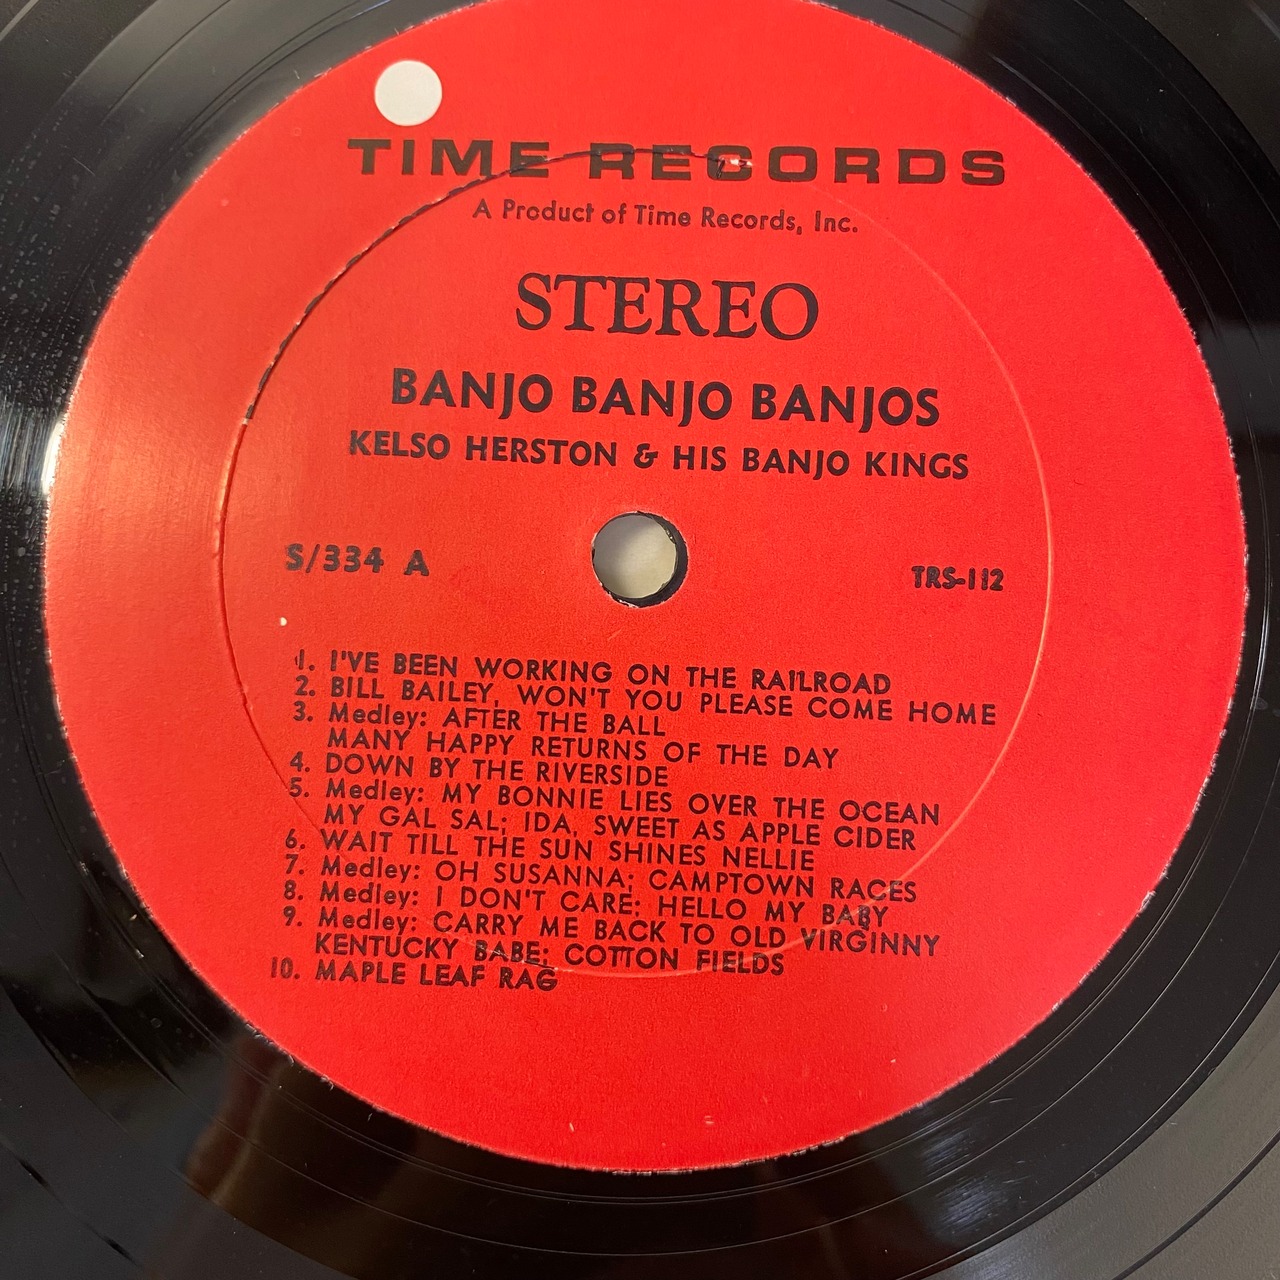 TIME RECORDS
A Product of Time Records, Inc.
STEREO
BANJO BANJO BANJOS
KELSO HERSTON & HIS BANJO KINGS
S/334 A
TRS-112
1. I'VE BEEN WORKING ON THE RAILROAD
2. BILL BAILEY, WON'T YOU PLEASE COME HOME
3. Medley: AFTER THE BALL
MANY HAPPY RETURNS OF THE DAY
4. DOWN BY THE RIVERSIDE
5. Medley: MY BONNIE LIES OVER THE OCEAN
MY GAL SAL; IDA, SWEET AS APPLE CIDER
6. WAIT TILL THE SUN SHINES NELLIE
7. Medley: OH SUSANNA; CAMPTOWN RACES
8. Medley: I DON'T CARE; HELLO MY BABY
9. Medley: CARRY ME BACK TO OLD VIRGINNY
KENTUCKY BABE; COTTON FIELDS
10. MAPLE LEAF RAG